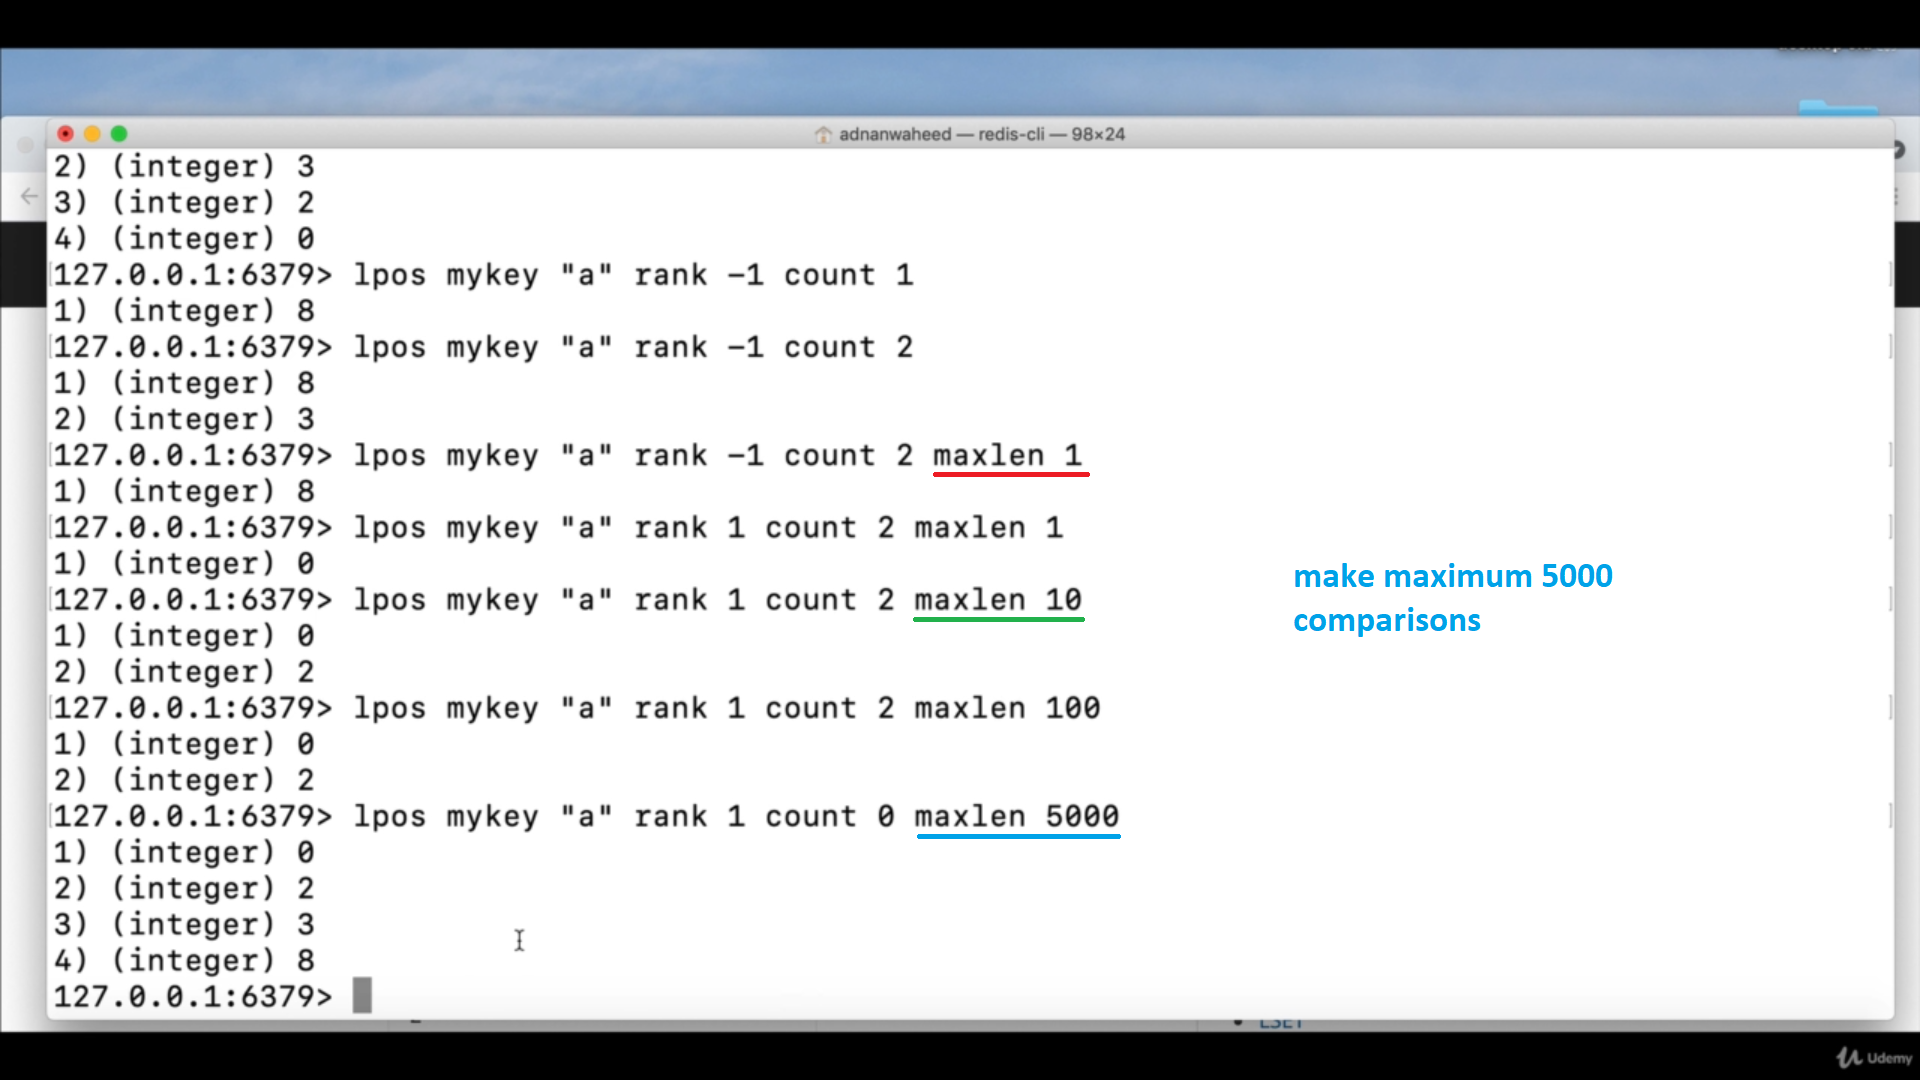 adnanwaheed — redis-cli — 98×24
2) (integer) 3
3) (integer) 2
4) (integer) 0
127.0.0.1:6379> lpos mykey "a" rank -1 count 1
1) (integer) 8
127.0.0.1:6379> lpos mykey "a" rank -1 count 2
1) (integer) 8
2) (integer) 3
127.0.0.1:6379> lpos mykey "a" rank -1 count 2 maxlen 1
1) (integer) 8
127.0.0.1:6379> lpos mykey "a" rank 1 count 2 maxlen 1
1) (integer) 0
127.0.0.1:6379> lpos mykey "a" rank 1 count 2 maxlen 10
1) (integer) 0
2) (integer) 2
make maximum 5000
comparisons
127.0.0.1:6379> lpos mykey "a" rank 1 count 2 maxlen 100
1) (integer) 0
2) (integer) 2
127.0.0.1:6379> lpos mykey "a" rank 1 count 0 maxlen 5000
1) (integer) 0
2) (integer) 2
3) (integer) 3
4) (integer) 8
127.0.0.1:6379>
LSET
Udemy